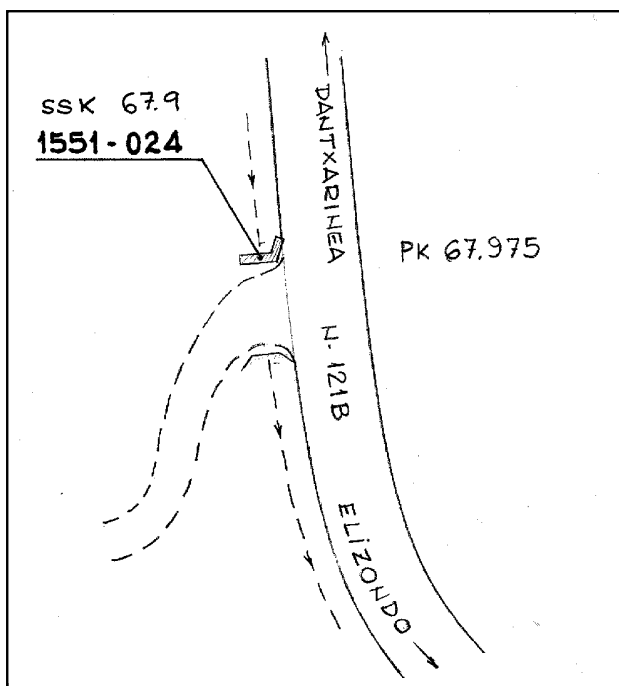 SSK 67.9
1551-024
DANTXARINEA
PK 67.975
N-121B
ELIZONDO